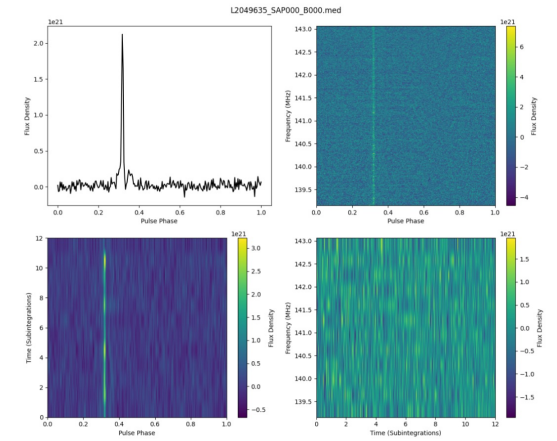 L2049635_SAP000_B000.med
1e21
2.0
1.5
1.0
0.5
0.0
Flux Density
0.0 0.2 0.4 0.6 0.8 1.0
Pulse Phase
143.0
142.5
142.0
141.5
141.0
140.5
140.0
139.5
Frequency (MHz)
0.0 0.2 0.4 0.6 0.8 1.0
Pulse Phase
1e21
6
4
2
0
−2
−4
Flux Density
12
10
8
6
4
2
0
Time (Subintegrations)
0.0 0.2 0.4 0.6 0.8 1.0
Pulse Phase
1e21
3.0
2.5
2.0
1.5
1.0
0.5
0.0
−0.5
Flux Density
143.0
142.5
142.0
141.5
141.0
140.5
140.0
139.5
Frequency (MHz)
0 2 4 6 8 10 12
Time (Subintegrations)
1e21
1.5
1.0
0.5
0.0
−0.5
−1.0
−1.5
Flux Density